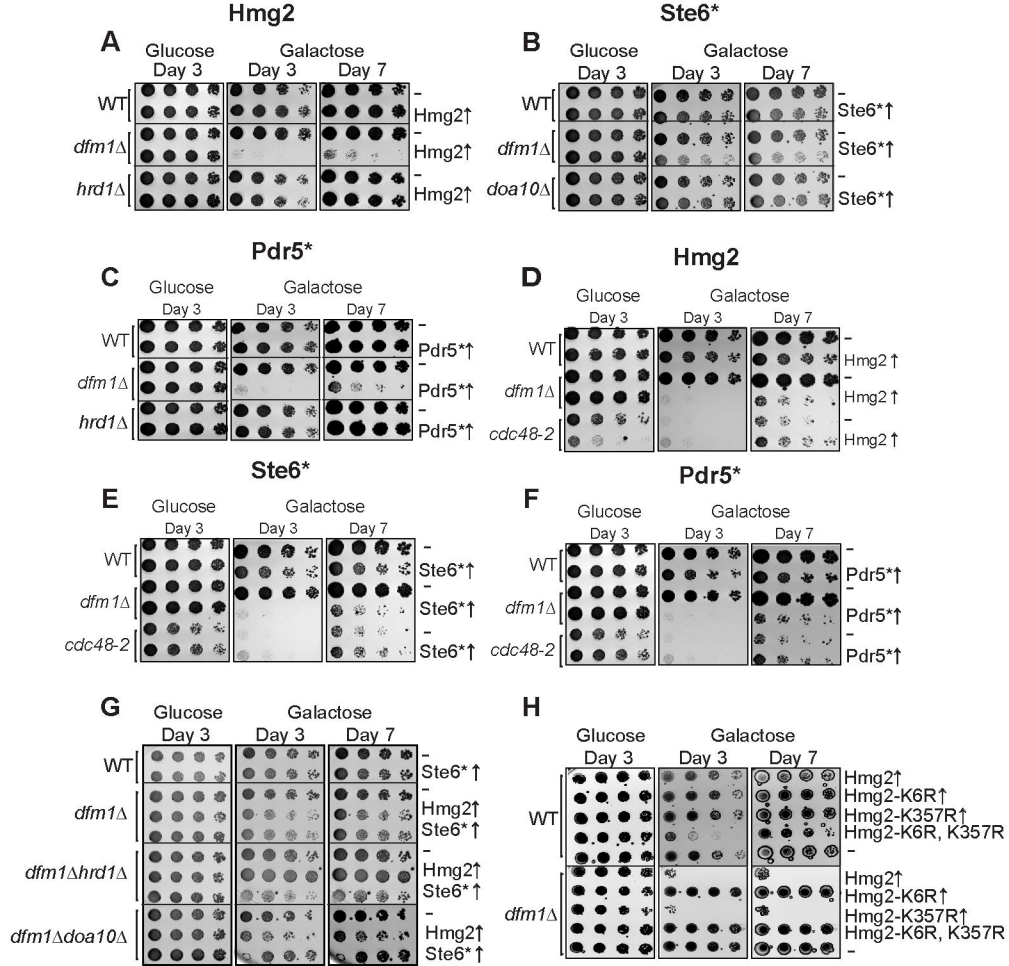 Hmg2
A
Glucose Galactose
Day 3 Day 3 Day 7
WT
-
Hmg2↑
dfm1Δ
-
Hmg2↑
hrd1Δ
-
Hmg2↑
Ste6*
B
Glucose Galactose
Day 3 Day 3 Day 7
WT
-
Ste6*↑
dfm1Δ
-
Ste6*↑
doa10Δ
-
Ste6*↑
Pdr5*
C
Glucose Galactose
Day 3 Day 3 Day 7
WT
-
Pdr5*↑
dfm1Δ
-
Pdr5*↑
hrd1Δ
-
Pdr5*↑
Hmg2
D
Glucose Galactose
Day 3 Day 3 Day 7
WT
-
Hmg2↑
dfm1Δ
-
Hmg2↑
cdc48-2
-
Hmg2↑
Ste6*
E
Glucose Galactose
Day 3 Day 3 Day 7
WT
-
Ste6*↑
dfm1Δ
-
Ste6*↑
cdc48-2
-
Ste6*↑
Pdr5*
F
Glucose Galactose
Day 3 Day 3 Day 7
WT
-
Pdr5*↑
dfm1Δ
-
Pdr5*↑
cdc48-2
-
Pdr5*↑
G
Glucose Galactose
Day 3 Day 3 Day 7
WT
-
Ste6*↑
dfm1Δ
-
Hmg2↑
Ste6*↑
dfm1Δhrd1Δ
-
Hmg2↑
Ste6*↑
dfm1Δdoa10Δ
-
Hmg2↑
Ste6*↑
H
Glucose Galactose
Day 3 Day 3 Day 7
WT
Hmg2↑
Hmg2-K6R↑
Hmg2-K357R↑
Hmg2-K6R, K357R
-
dfm1Δ
Hmg2↑
Hmg2-K6R↑
Hmg2-K357R↑
Hmg2-K6R, K357R
-